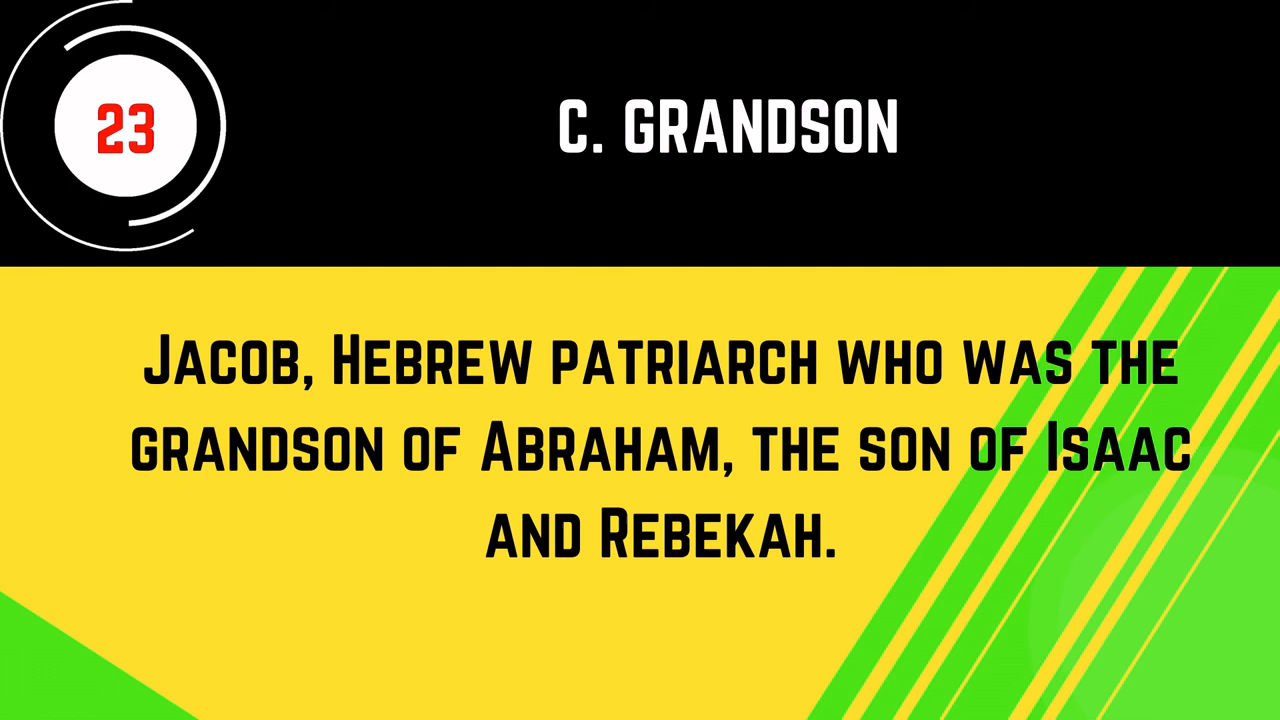 23
C. GRANDSON
Jacob, Hebrew patriarch who was the
grandson of Abraham, the son of Isaac
and Rebekah.